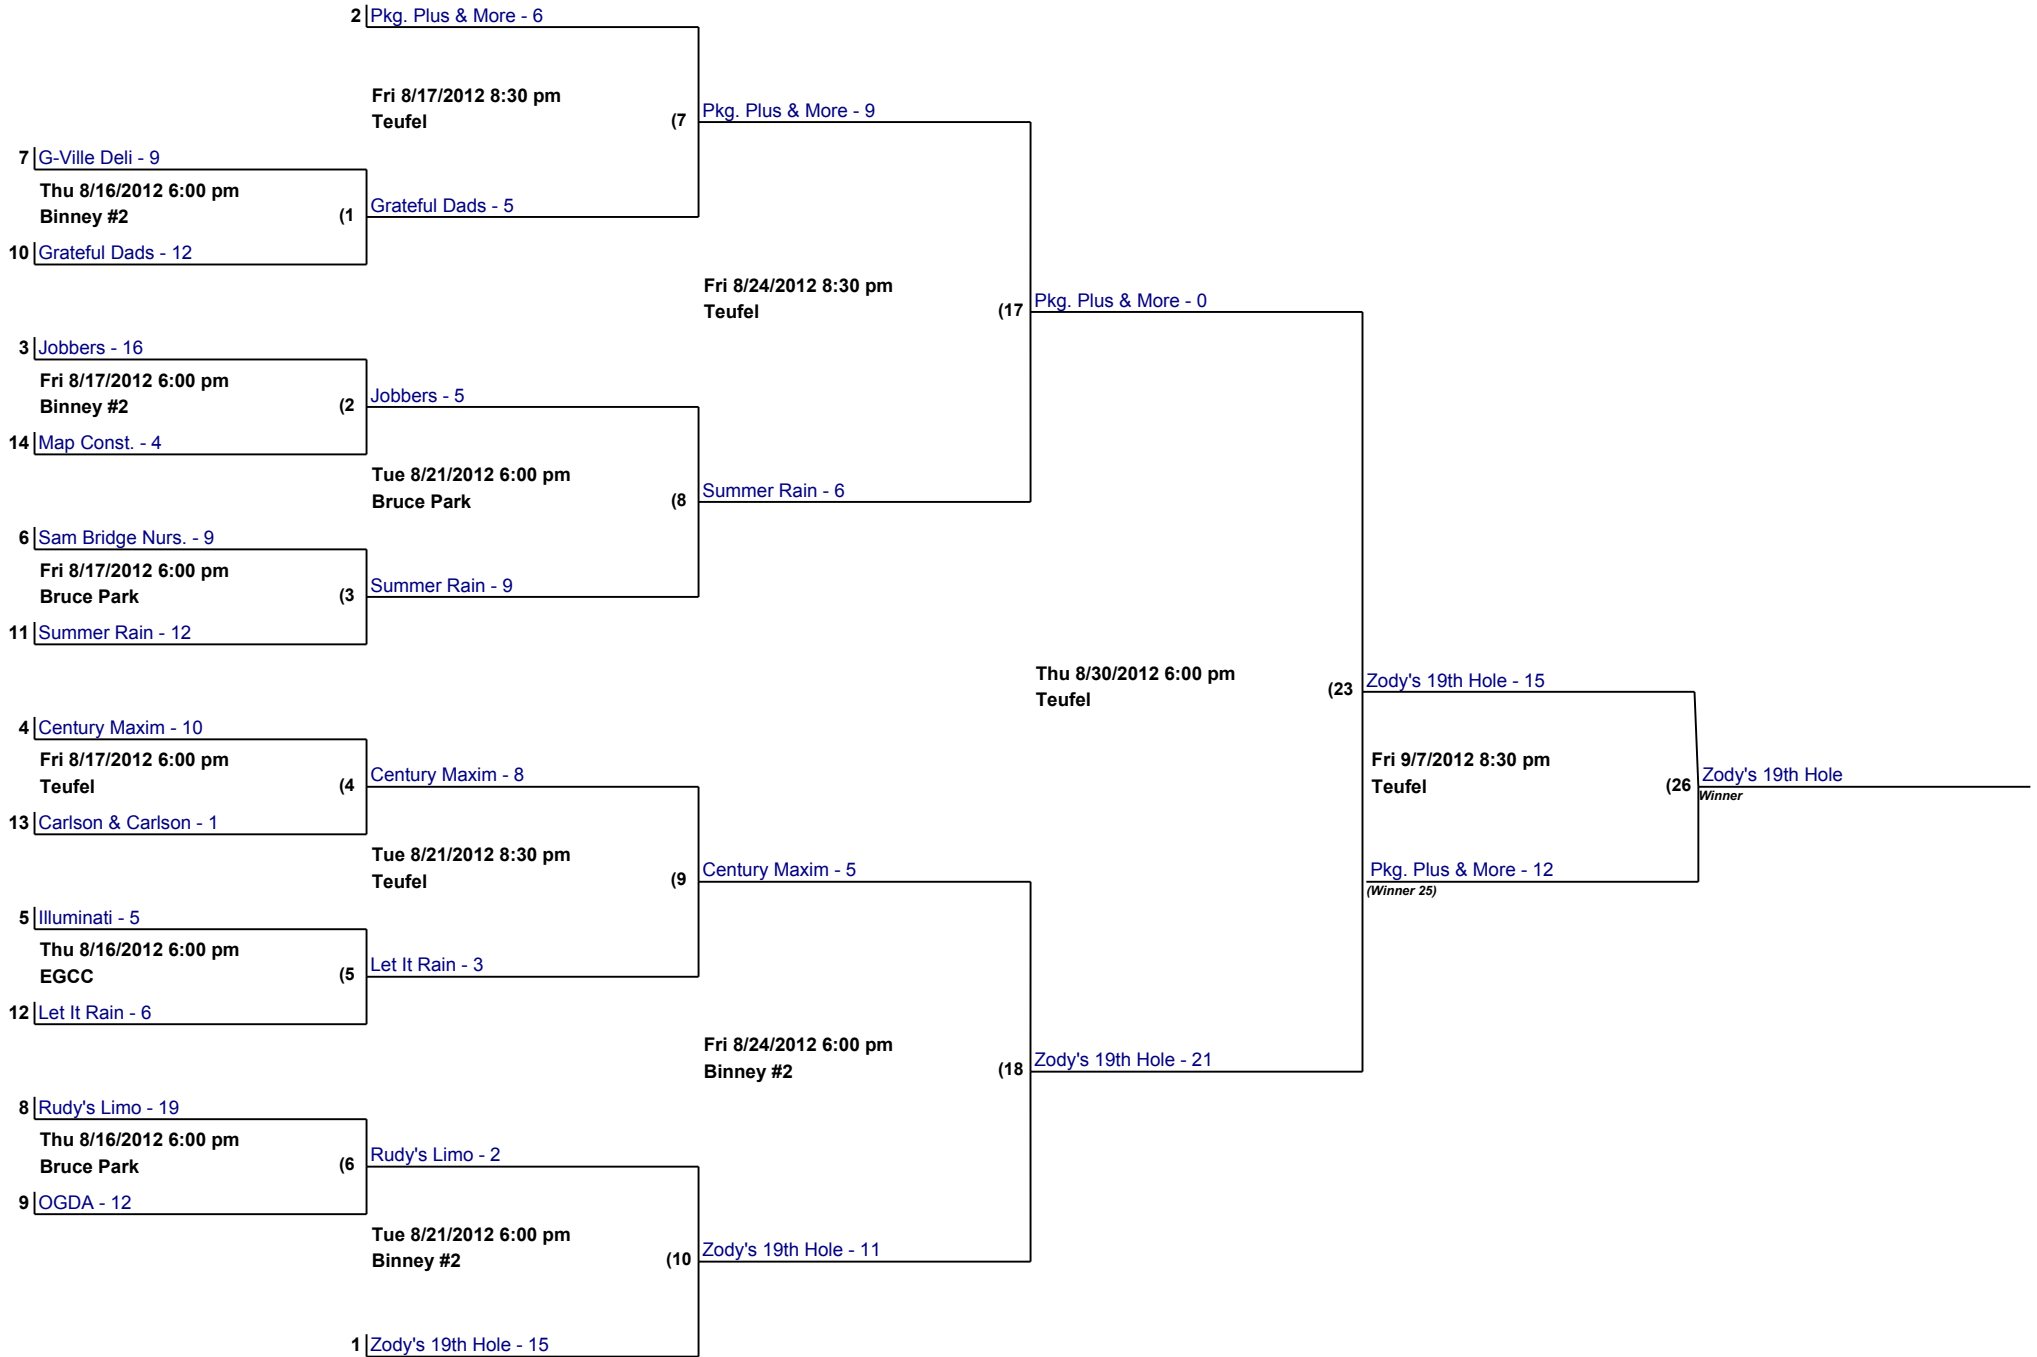 2 Pkg. Plus & More - 6
Fri 8/17/2012 8:30 pm
Teufel (7
Pkg. Plus & More - 9
7 G-Ville Deli - 9
Thu 8/16/2012 6:00 pm
Binney #2 (1
Grateful Dads - 5
10 Grateful Dads - 12
Fri 8/24/2012 8:30 pm
Teufel (17
Pkg. Plus & More - 0
3 Jobbers - 16
Fri 8/17/2012 6:00 pm
Binney #2 (2
Jobbers - 5
14 Map Const. - 4
Tue 8/21/2012 6:00 pm
Bruce Park (8
Summer Rain - 6
6 Sam Bridge Nurs. - 9
Fri 8/17/2012 6:00 pm
Bruce Park (3
Summer Rain - 9
11 Summer Rain - 12
Thu 8/30/2012 6:00 pm
Teufel (23
Zody's 19th Hole - 15
4 Century Maxim - 10
Fri 8/17/2012 6:00 pm
Teufel (4
Century Maxim - 8
Fri 9/7/2012 8:30 pm
Teufel (26
Zody's 19th Hole
Winner
13 Carlson & Carlson - 1
Tue 8/21/2012 8:30 pm
Teufel (9
Century Maxim - 5
Pkg. Plus & More - 12
(Winner 25)
5 Illuminati - 5
Thu 8/16/2012 6:00 pm
EGCC (5
Let It Rain - 3
12 Let It Rain - 6
Fri 8/24/2012 6:00 pm
Binney #2 (18
Zody's 19th Hole - 21
8 Rudy's Limo - 19
Thu 8/16/2012 6:00 pm
Bruce Park (6
Rudy's Limo - 2
9 OGDA - 12
Tue 8/21/2012 6:00 pm
Binney #2 (10
Zody's 19th Hole - 11
1 Zody's 19th Hole - 15